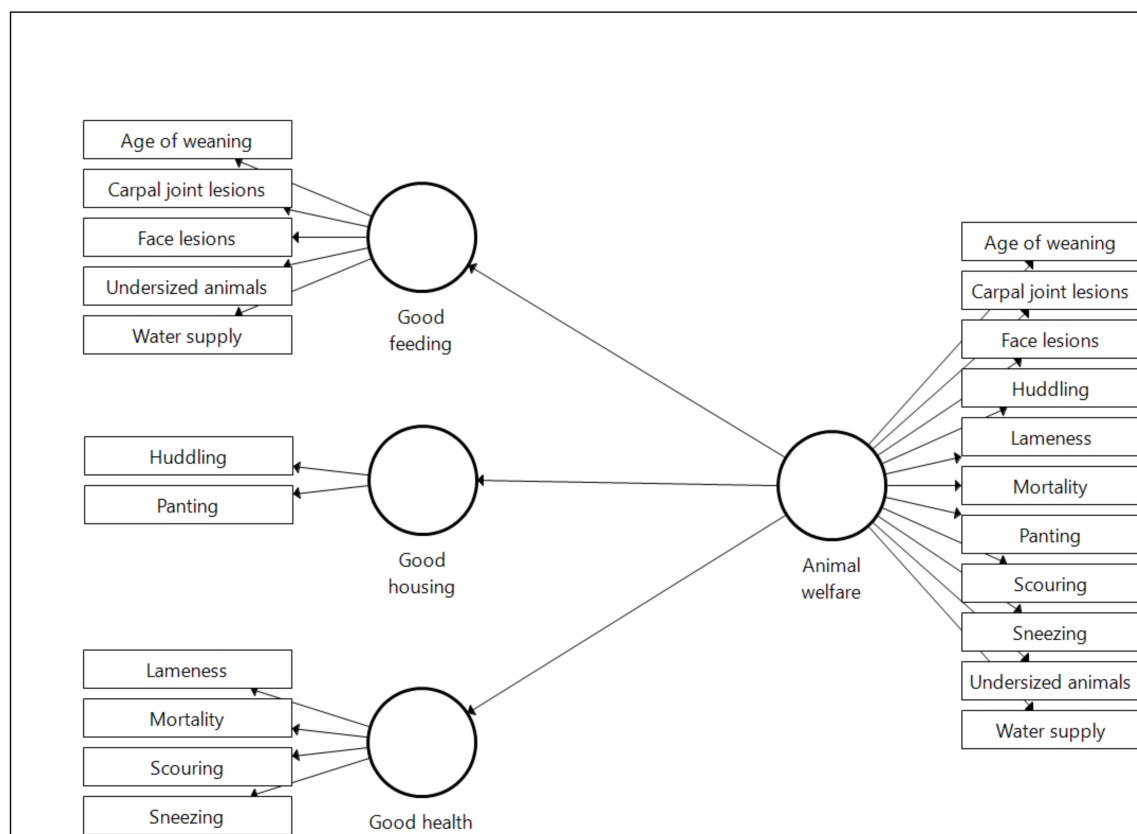 Age of weaning
Carpal joint lesions
Face lesions
Undersized animals
Water supply
Good
feeding
Huddling
Panting
Good
housing
Lameness
Mortality
Scouring
Sneezing
Good health
Animal
welfare
Age of weaning
Carpal joint lesions
Face lesions
Huddling
Lameness
Mortality
Panting
Scouring
Sneezing
Undersized animals
Water supply